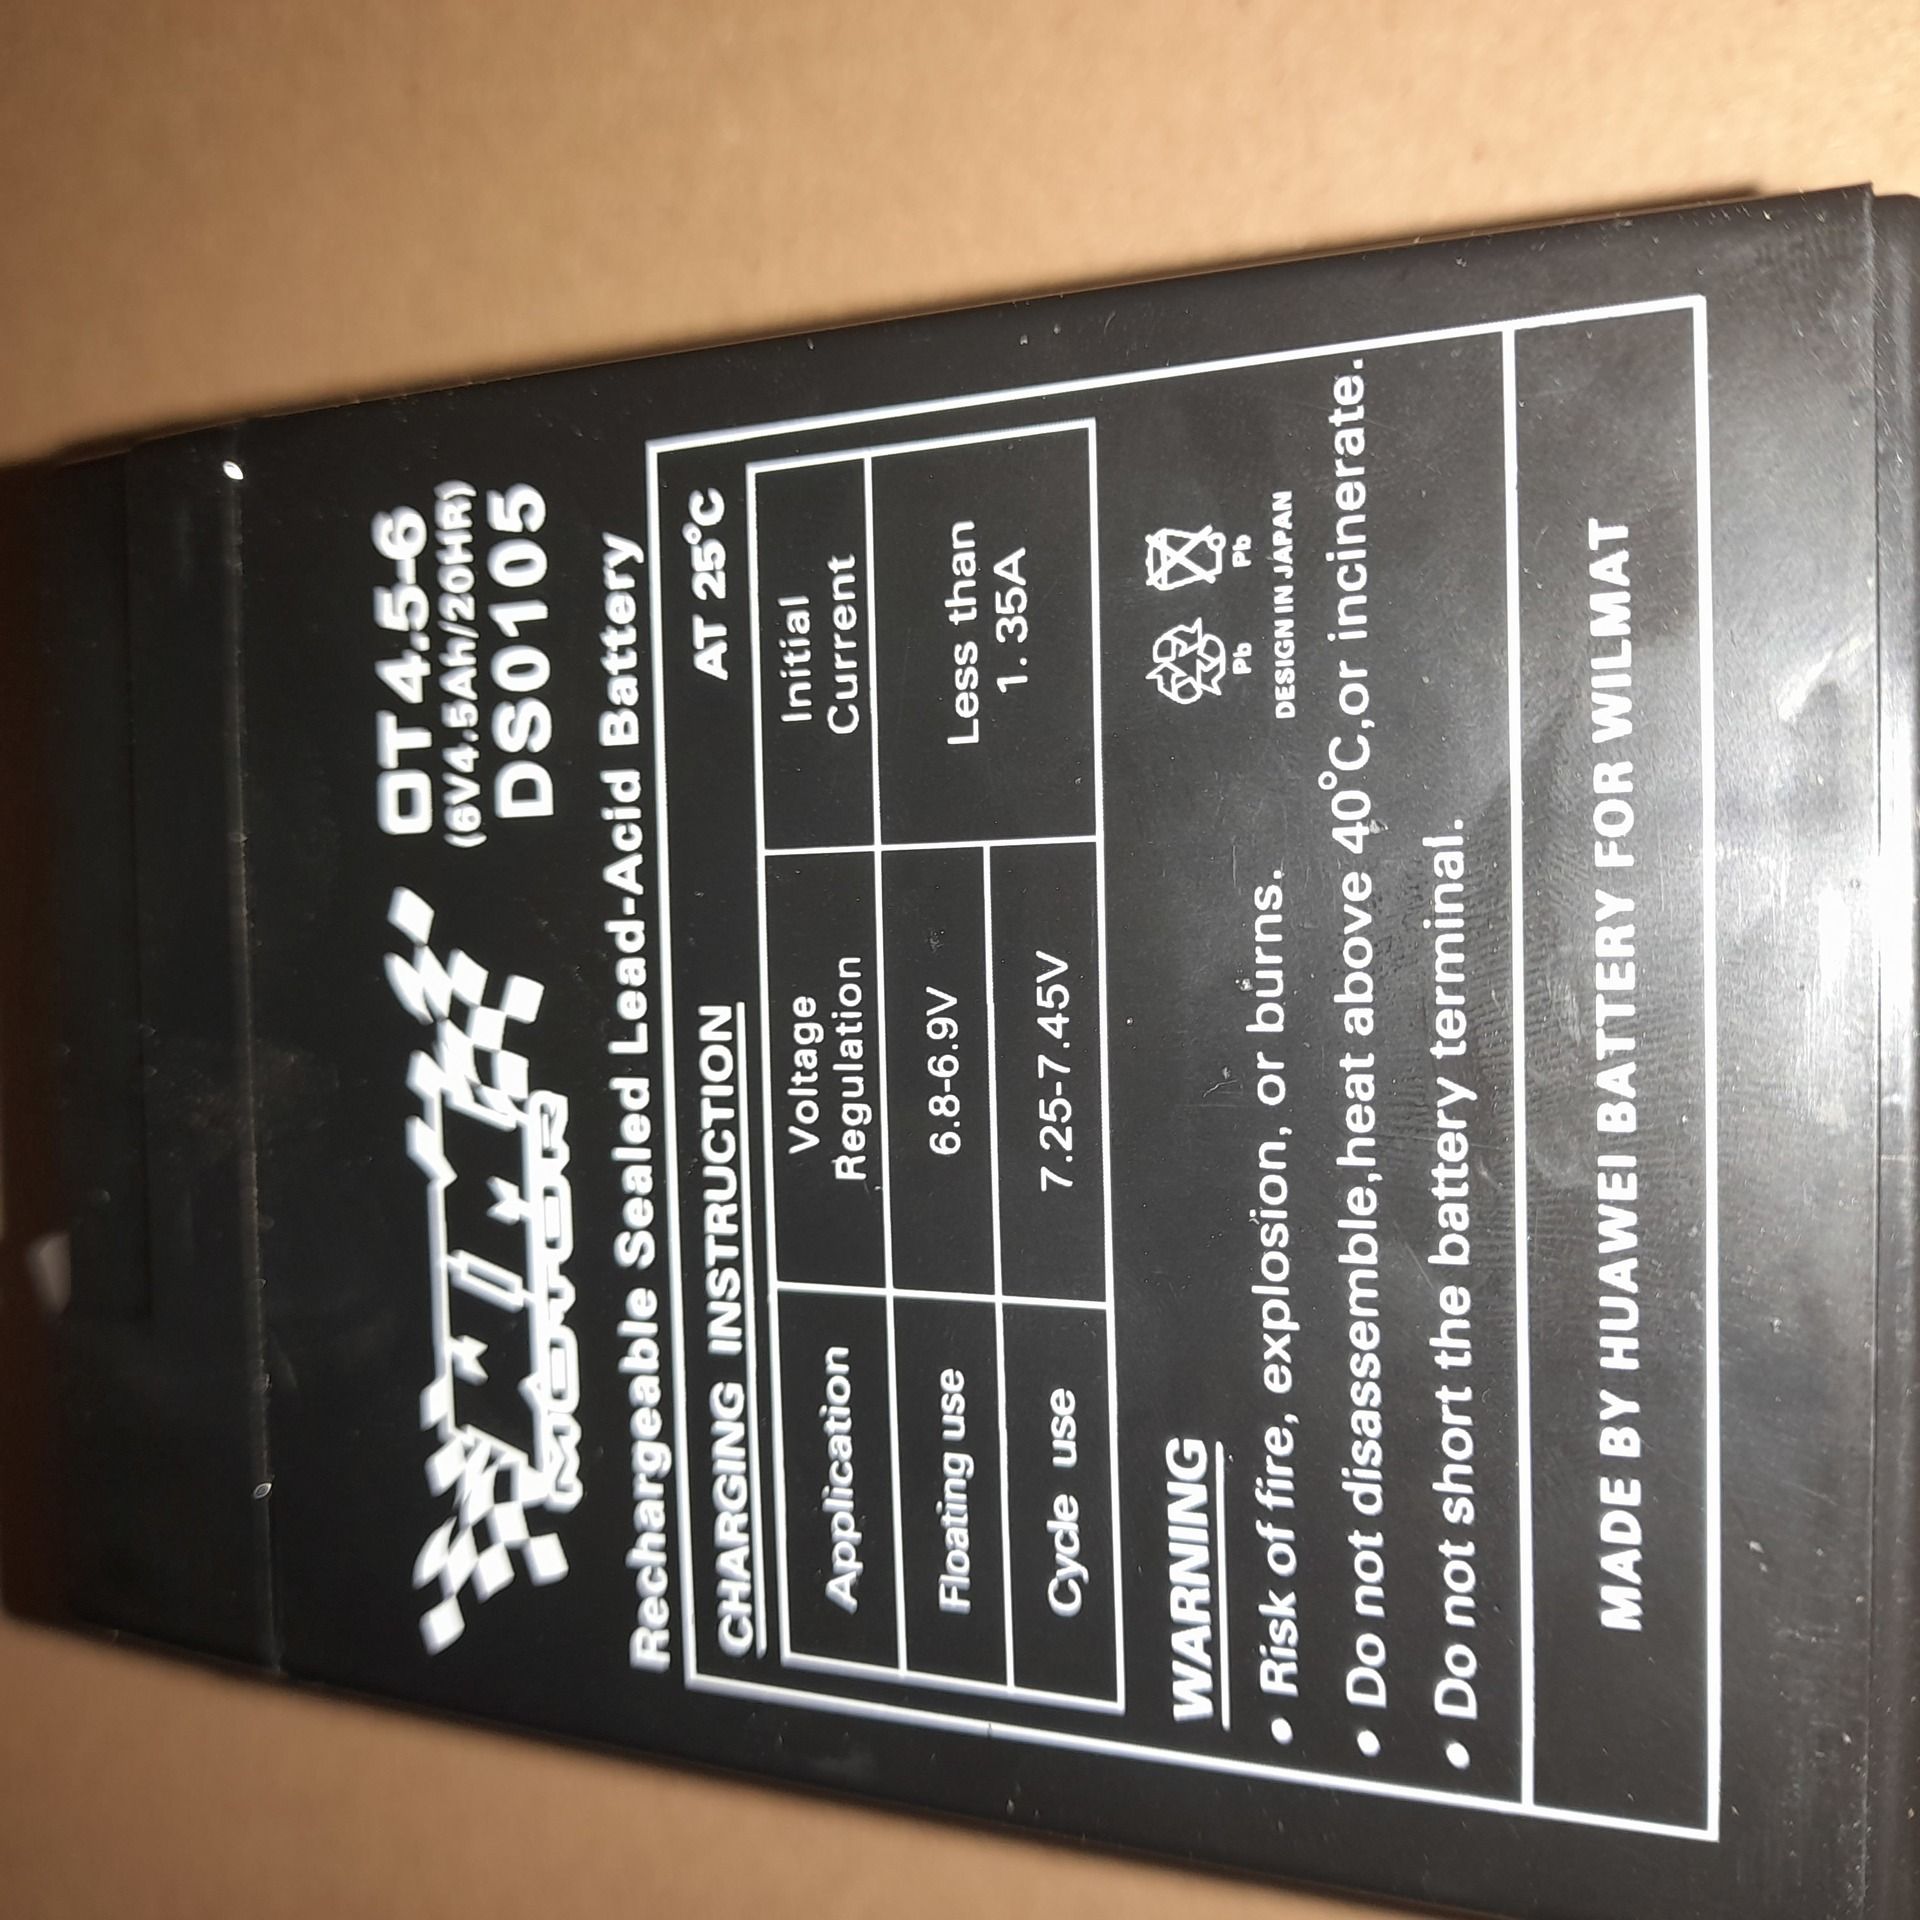 OT 4.5-6
(6V4.5Ah/20HR)
DS0105
Rechargeable Sealed Lead-Acid Battery
CHARGING INSTRUCTION AT 25°C
Application Voltage Regulation Initial Current
Floating use 6.8-6.9V Less than 1.35A
Cycle use 7.25-7.45V
WARNING
Pb Pb
DESIGN IN JAPAN
• Risk of fire, explosion, or burns.
• Do not disassemble,heat above 40°C,or incinerate.
• Do not short the battery terminal.
MADE BY HUAWEI BATTERY FOR WILMAT